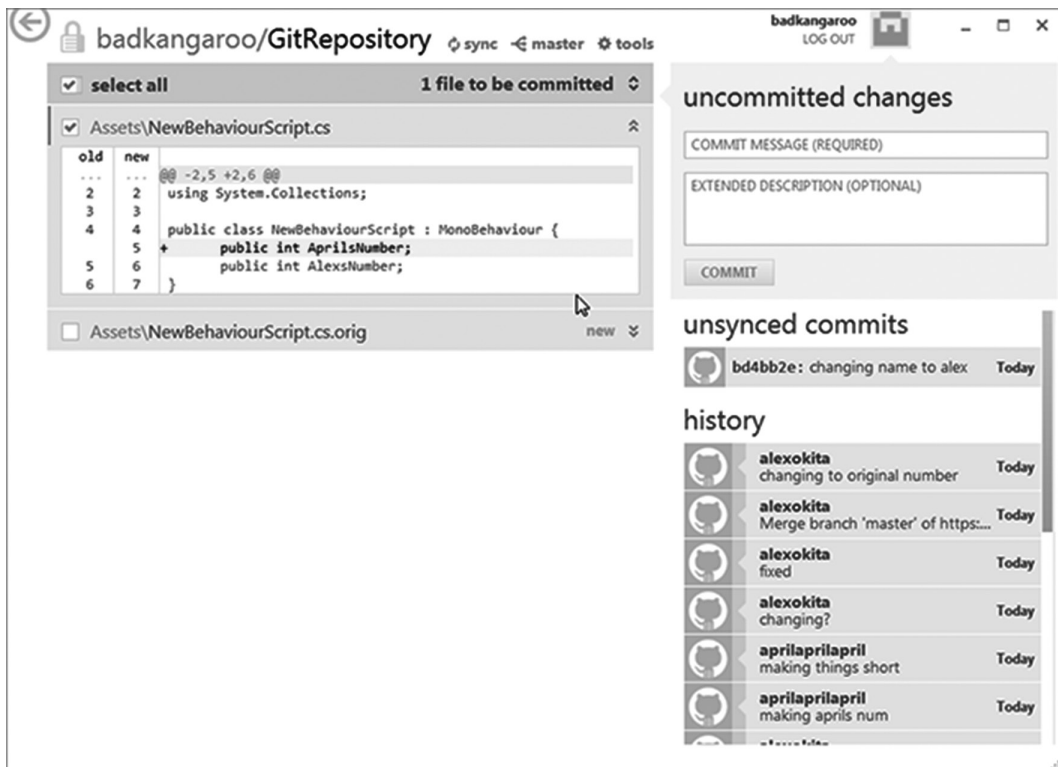 badkangaroo/GitRepository sync master tools
badkangaroo
LOG OUT
select all 1 file to be committed
Assets\NewBehaviourScript.cs
old new
... ... @@ -2,5 +2,6 @@
2 2 using System.Collections;
3 3
4 4 public class NewBehaviourScript : MonoBehaviour {
5 + public int AprilsNumber;
5 6 public int AlexsNumber;
6 7 }
Assets\NewBehaviourScript.cs.orig new
uncommitted changes
COMMIT MESSAGE (REQUIRED)
EXTENDED DESCRIPTION (OPTIONAL)
COMMIT
unsynced commits
bd4bb2e: changing name to alex Today
history
alexokita
changing to original number Today
alexokita
Merge branch 'master' of https:... Today
alexokita
fixed Today
alexokita
changing? Today
aprilaprilapril
making things short Today
aprilaprilapril
making aprils num Today